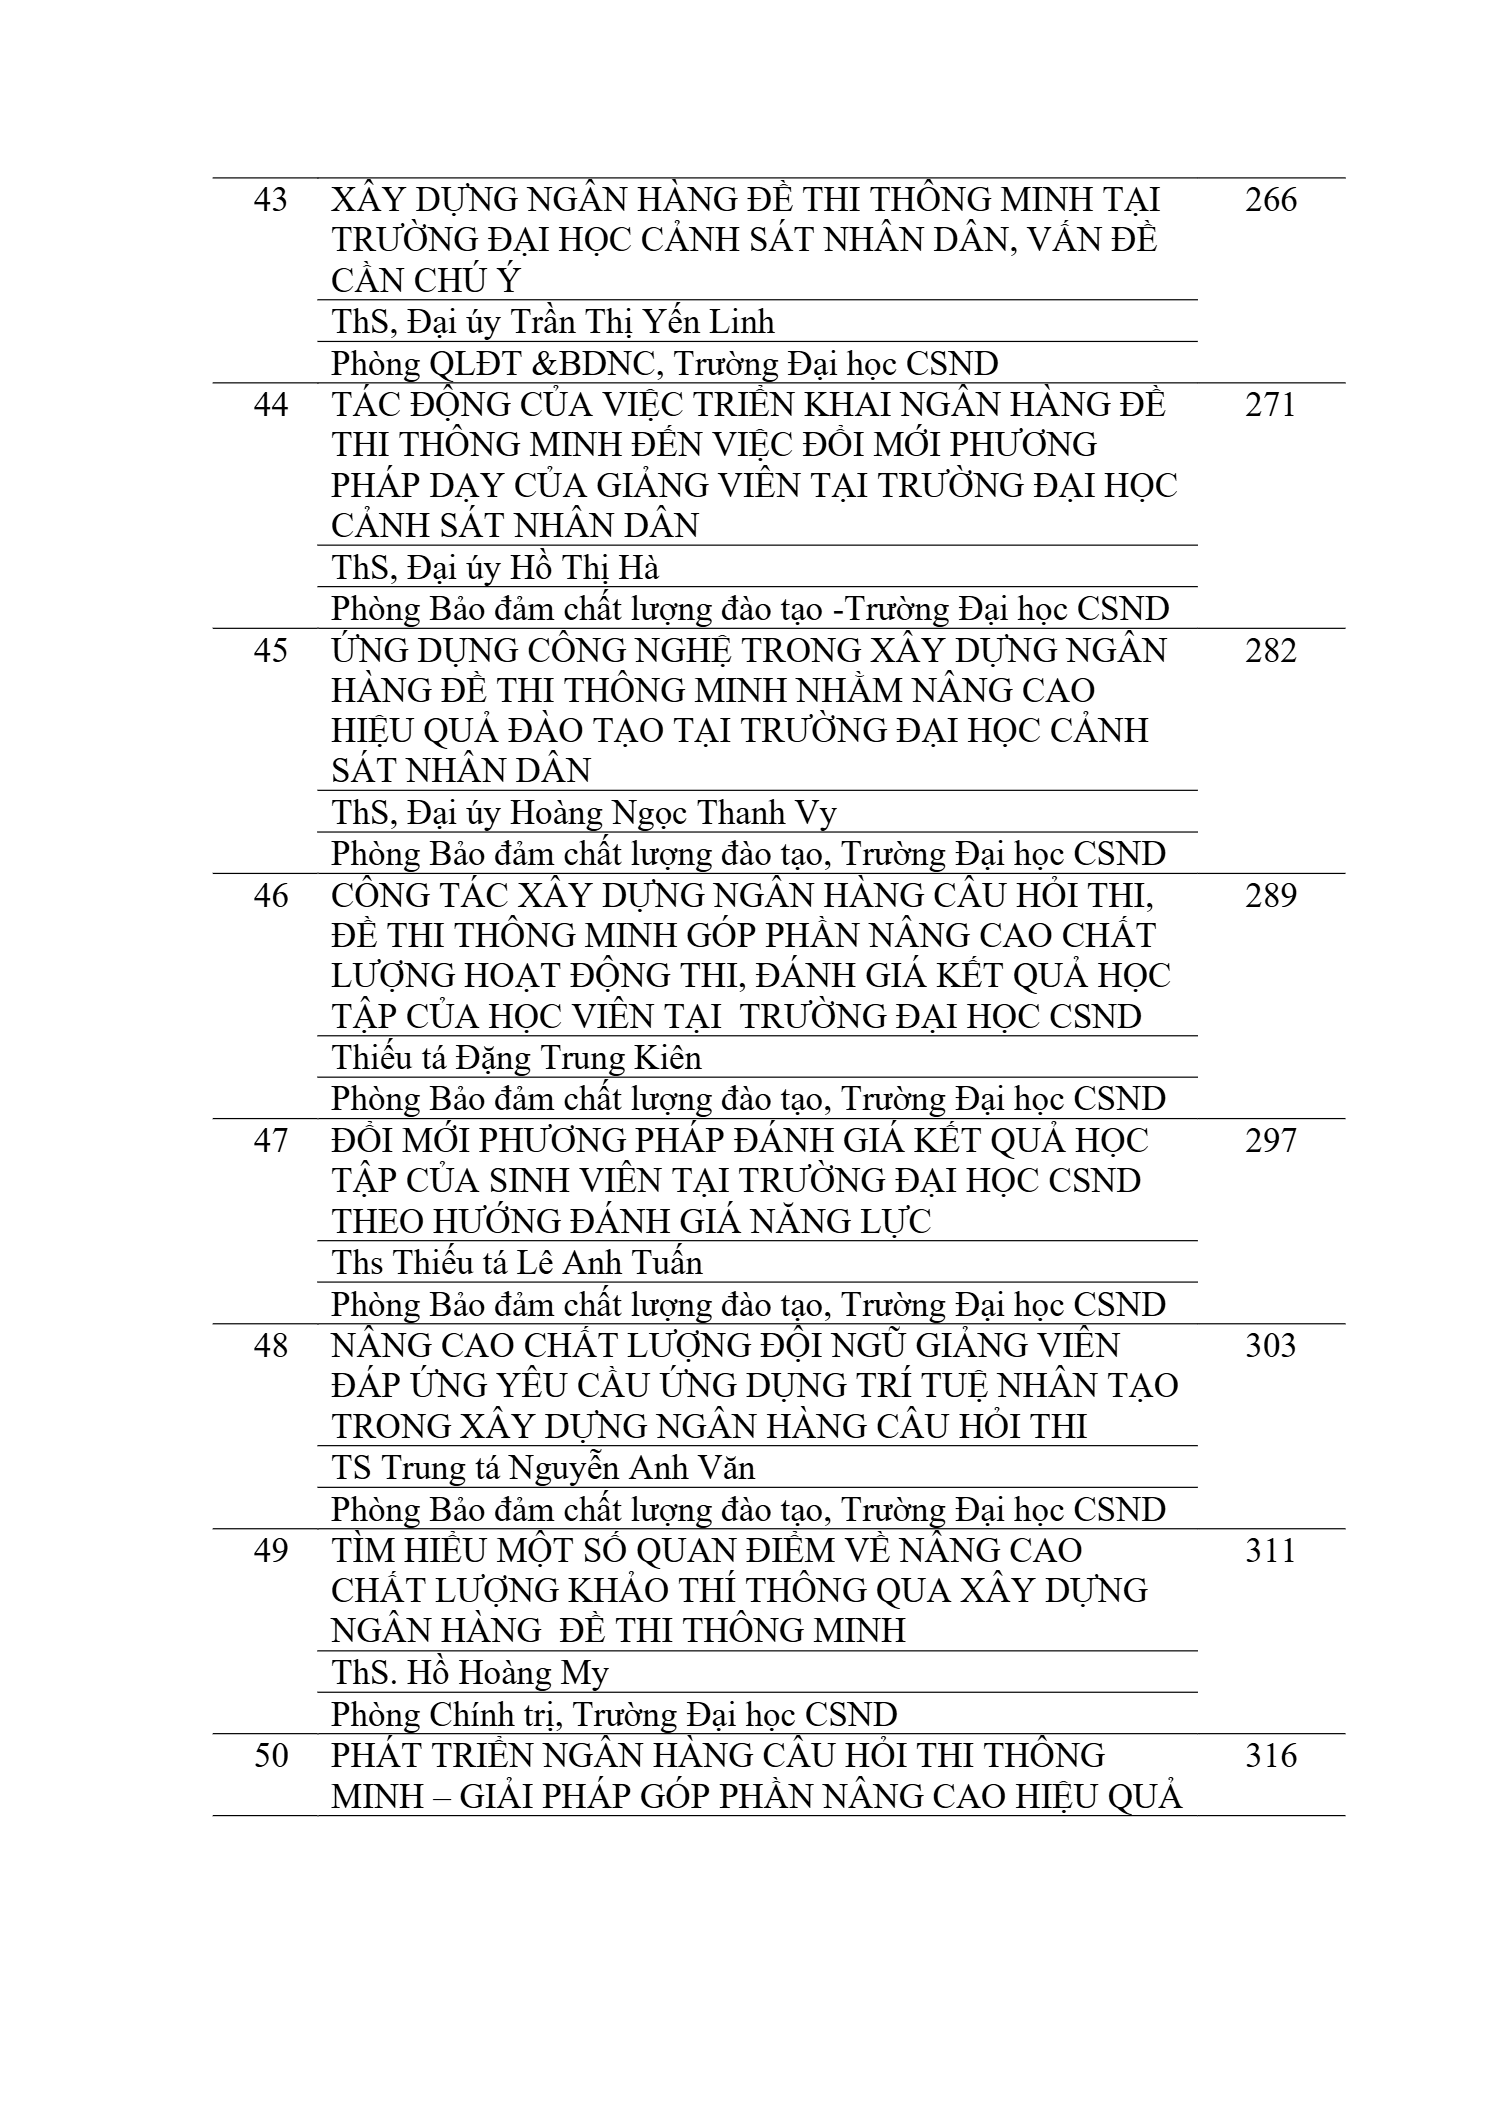 43 XÂY DỰNG NGÂN HÀNG ĐỀ THI THÔNG MINH TẠI 266
TRƯỜNG ĐẠI HỌC CẢNH SÁT NHÂN DÂN, VẤN ĐỀ
CẦN CHÚ Ý
ThS, Đại úy Trần Thị Yến Linh
Phòng QLĐT &BDNC, Trường Đại học CSND
44 TÁC ĐỘNG CỦA VIỆC TRIỂN KHAI NGÂN HÀNG ĐỀ 271
THI THÔNG MINH ĐẾN VIỆC ĐỔI MỚI PHƯƠNG
PHÁP DẠY CỦA GIẢNG VIÊN TẠI TRƯỜNG ĐẠI HỌC
CẢNH SÁT NHÂN DÂN
ThS, Đại úy Hồ Thị Hà
Phòng Bảo đảm chất lượng đào tạo -Trường Đại học CSND
45 ỨNG DỤNG CÔNG NGHỆ TRONG XÂY DỰNG NGÂN 282
HÀNG ĐỀ THI THÔNG MINH NHẰM NÂNG CAO
HIỆU QUẢ ĐÀO TẠO TẠI TRƯỜNG ĐẠI HỌC CẢNH
SÁT NHÂN DÂN
ThS, Đại úy Hoàng Ngọc Thanh Vy
Phòng Bảo đảm chất lượng đào tạo, Trường Đại học CSND
46 CÔNG TÁC XÂY DỰNG NGÂN HÀNG CÂU HỎI THI, 289
ĐỀ THI THÔNG MINH GÓP PHẦN NÂNG CAO CHẤT
LƯỢNG HOẠT ĐỘNG THI, ĐÁNH GIÁ KẾT QUẢ HỌC
TẬP CỦA HỌC VIÊN TẠI  TRƯỜNG ĐẠI HỌC CSND
Thiếu tá Đặng Trung Kiên
Phòng Bảo đảm chất lượng đào tạo, Trường Đại học CSND
47 ĐỔI MỚI PHƯƠNG PHÁP ĐÁNH GIÁ KẾT QUẢ HỌC 297
TẬP CỦA SINH VIÊN TẠI TRƯỜNG ĐẠI HỌC CSND
THEO HƯỚNG ĐÁNH GIÁ NĂNG LỰC
Ths Thiếu tá Lê Anh Tuấn
Phòng Bảo đảm chất lượng đào tạo, Trường Đại học CSND
48 NÂNG CAO CHẤT LƯỢNG ĐỘI NGŨ GIẢNG VIÊN 303
ĐÁP ỨNG YÊU CẦU ỨNG DỤNG TRÍ TUỆ NHÂN TẠO
TRONG XÂY DỰNG NGÂN HÀNG CÂU HỎI THI
TS Trung tá Nguyễn Anh Văn
Phòng Bảo đảm chất lượng đào tạo, Trường Đại học CSND
49 TÌM HIỂU MỘT SỐ QUAN ĐIỂM VỀ NÂNG CAO 311
CHẤT LƯỢNG KHẢO THÍ THÔNG QUA XÂY DỰNG
NGÂN HÀNG  ĐỀ THI THÔNG MINH
ThS. Hồ Hoàng My
Phòng Chính trị, Trường Đại học CSND
50 PHÁT TRIỂN NGÂN HÀNG CÂU HỎI THI THÔNG 316
MINH – GIẢI PHÁP GÓP PHẦN NÂNG CAO HIỆU QUẢ